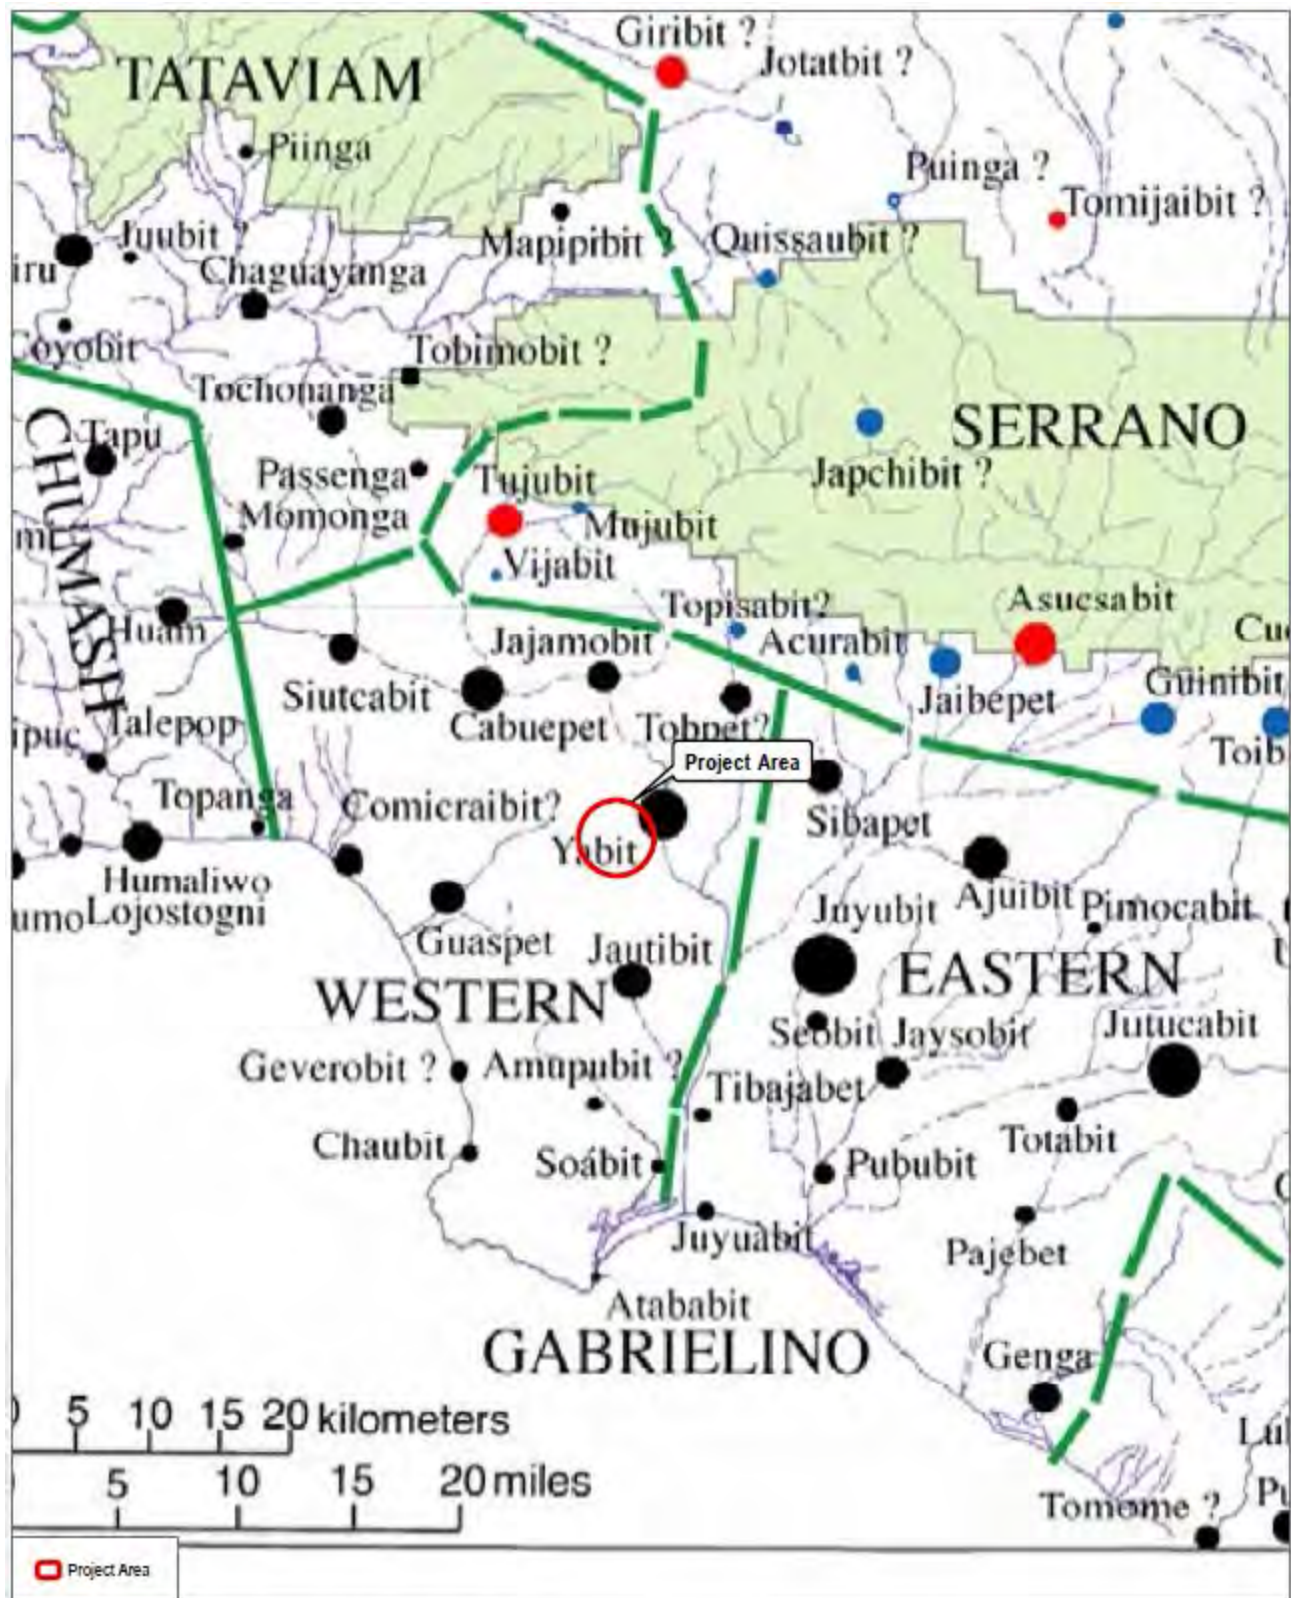 Giribit ?
Jotatbit ?
TATAVIAM
Piinga
Puinga ?
Tomijaibit ?
Juubit ?
Mapipibit ?
Quissaubit ?
iru
Chaguayanga
Coyobit
Tobimobit ?
Tochonanga
CHUMASH
Tapu
SERRANO
Passenga
Tujubit
Japchibit ?
Momonga
Mujubit
Vijabit
Topisabit?
Asucsabit
Huam
Jajamobit
Acurabit
Siutcabit
Jaibepet
Guinibit
ipuc
Talepop
Cabuepet
Tobpet?
Toib
Project Area
Topanga
Comicraibit?
Sibapet
Yabit
Humaliwo
Ajuibit
Pimocabit
umo
Lojostogni
Juyubit
Guaspet
Jautibit
WESTERN
EASTERN
Seobit
Jaysobit
Jutucabit
Geverobit ?
Amupubit ?
Tibajabet
Chaubit
Soábit
Pububit
Totabit
Juyuabit
Pajebet
Atababit
GABRIELINO
Genga
5 10 15 20 kilometers
5 10 15 20 miles
Tomome ?
Project Area